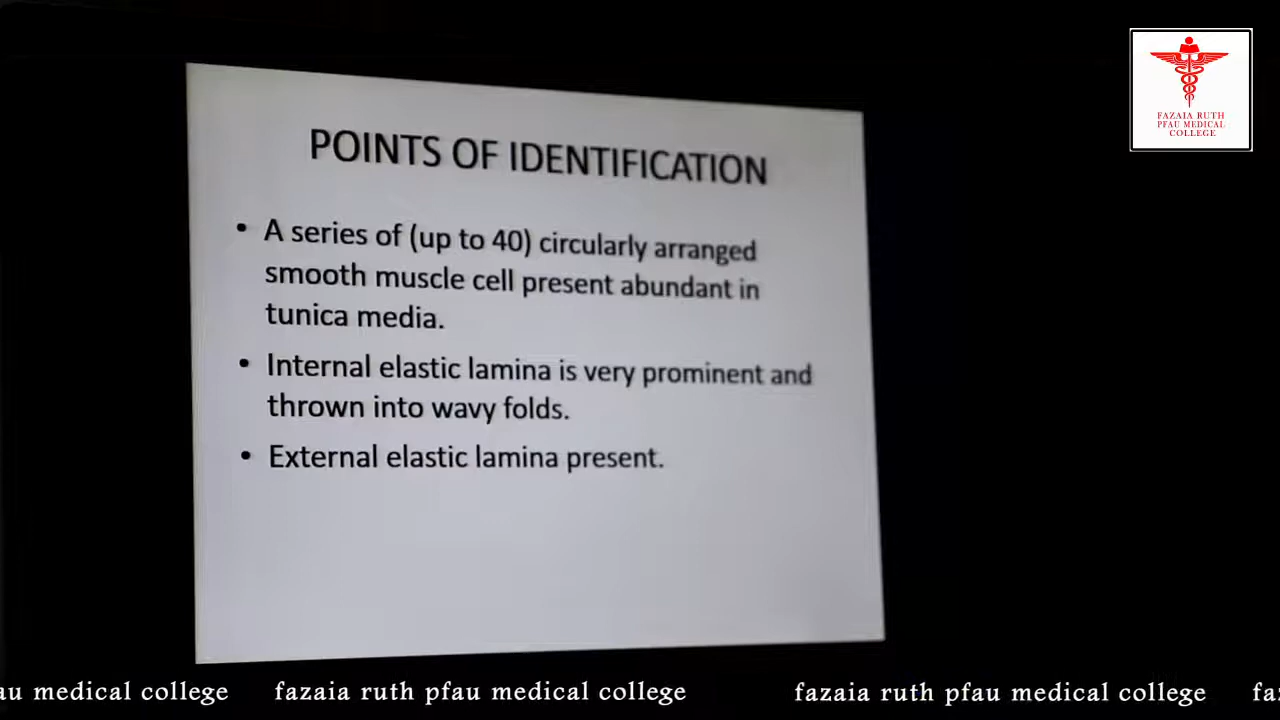 FAZAIA RUTH
PFAU MEDICAL
COLLEGE
POINTS OF IDENTIFICATION
• A series of (up to 40) circularly arranged
smooth muscle cell present abundant in
tunica media.
• Internal elastic lamina is very prominent and
thrown into wavy folds.
• External elastic lamina present.
au medical college fazaia ruth pfau medical college fazaia ruth pfau medical college fa